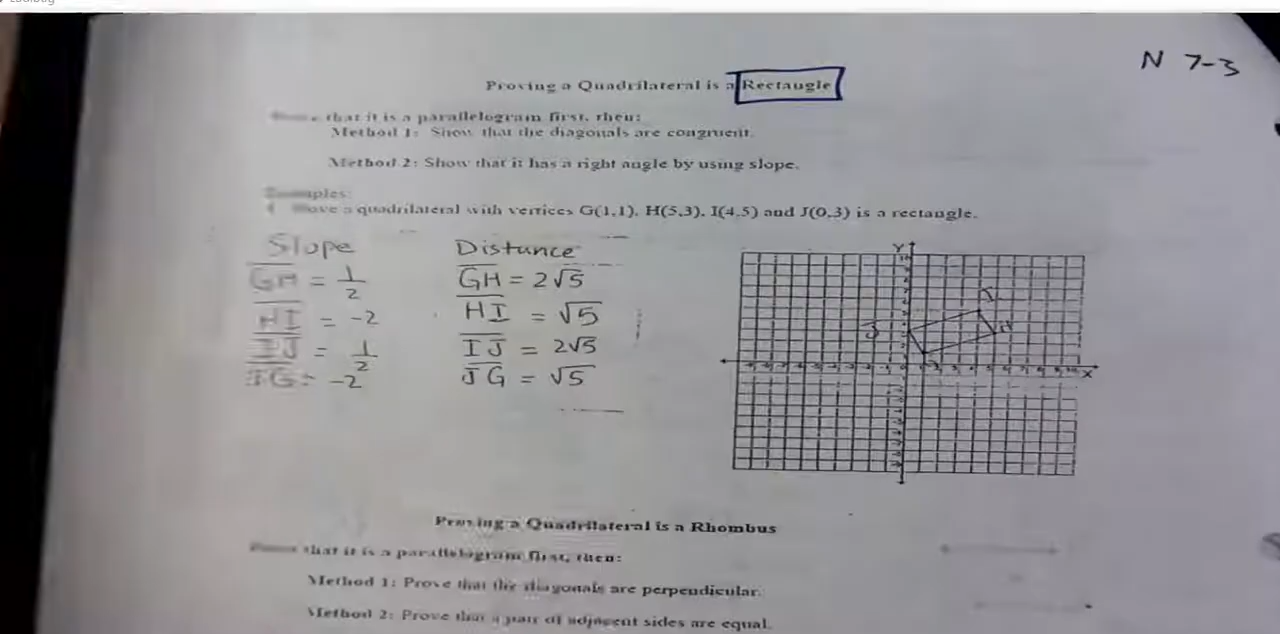 N 7-3
Proving a Quadrilateral is a Rectangle
that it is a parallelogram first, then:
Method 1: Show that the diagonals are congruent.
Method 2: Show that it has a right angle by using slope.
Examples:
a quadrilateral with vertices G(1,1), H(5,3), I(4,5) and J(0,3) is a rectangle.
Slope
GH = 1/2
HI = -2
IJ = 1/2
JG = -2
Distance
GH = 2√5
HI = √5
IJ = 2√5
JG = √5
Y
J
H
X
Proving a Quadrilateral is a Rhombus
that it is a parallelogram first, then:
Method 1: Prove that the diagonals are perpendicular.
Method 2: Prove that a pair of adjacent sides are equal.